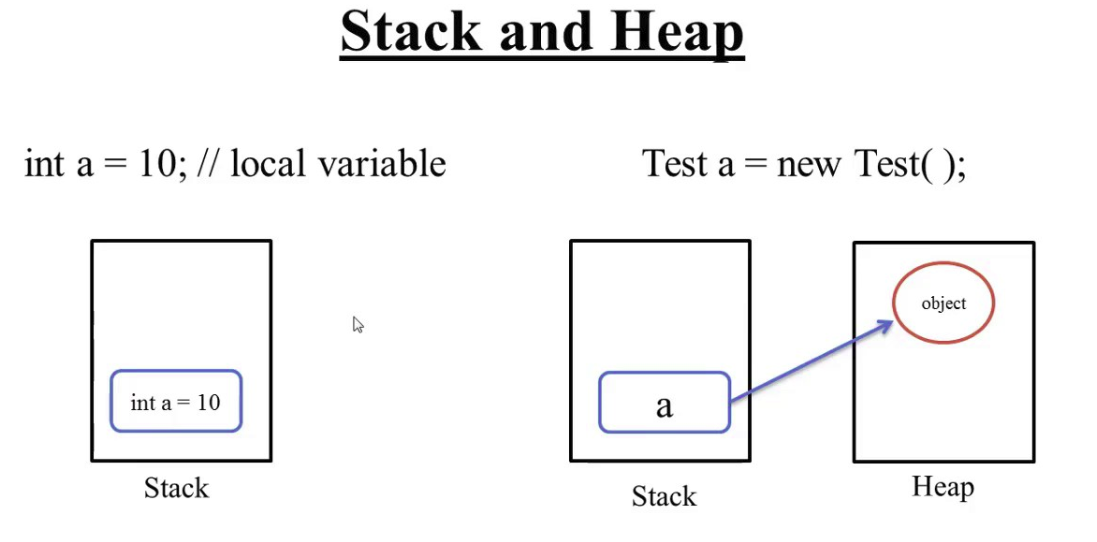 Stack and Heap
int a = 10; // local variable
Test a = new Test( );
int a = 10
Stack
a
Stack
object
Heap